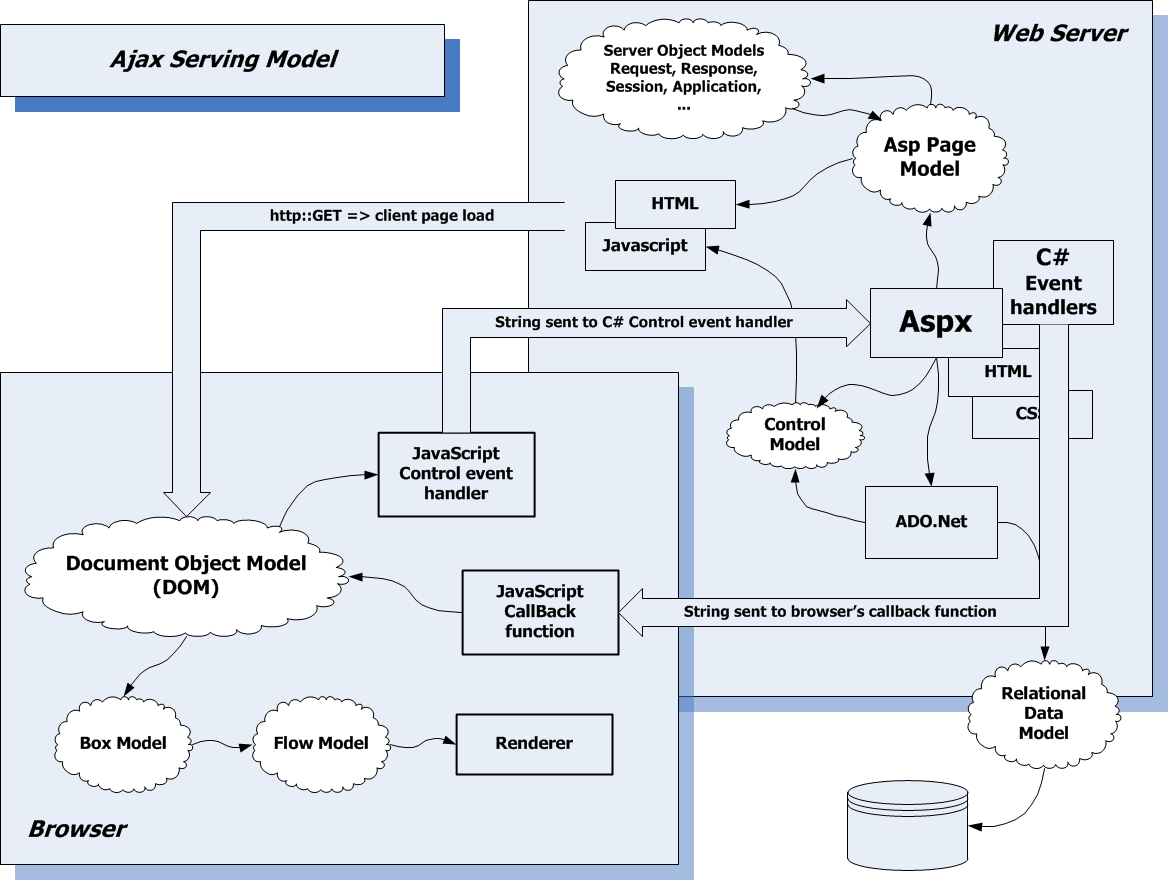 Ajax Serving Model
Web Server
Server Object Models
Request, Response,
Session, Application,
...
Asp Page
Model
HTML
Javascript
http::GET => client page load
C#
Event
handlers
Aspx
String sent to C# Control event handler
HTML
CS
Control
Model
JavaScript
Control event
handler
ADO.Net
Document Object Model
(DOM)
JavaScript
CallBack
function
String sent to browser’s callback function
Relational
Data
Model
Box Model
Flow Model
Renderer
Browser